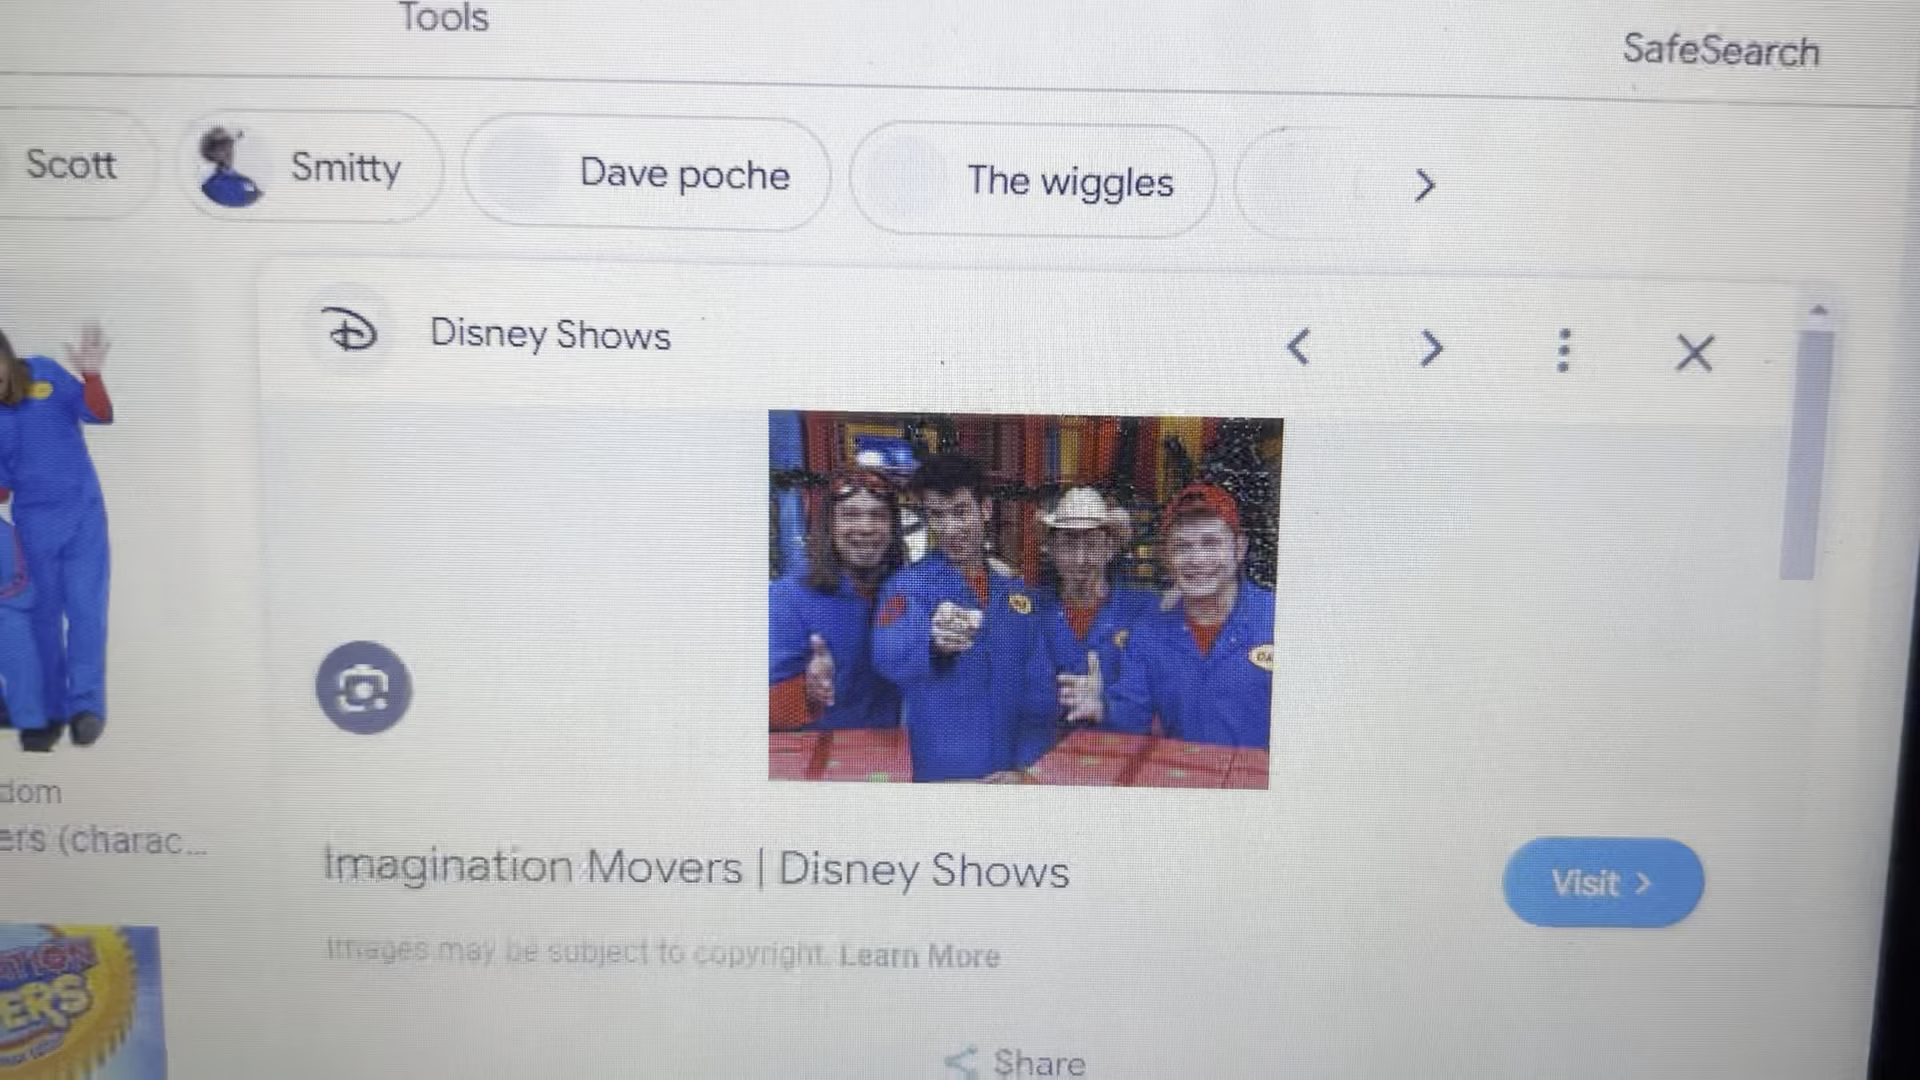 Tools
SafeSearch
Scott
Smitty
Dave poche
The wiggles
Disney Shows
dom
ers (charac...
Imagination Movers | Disney Shows
Visit
Images may be subject to copyright. Learn More
ERS
Share